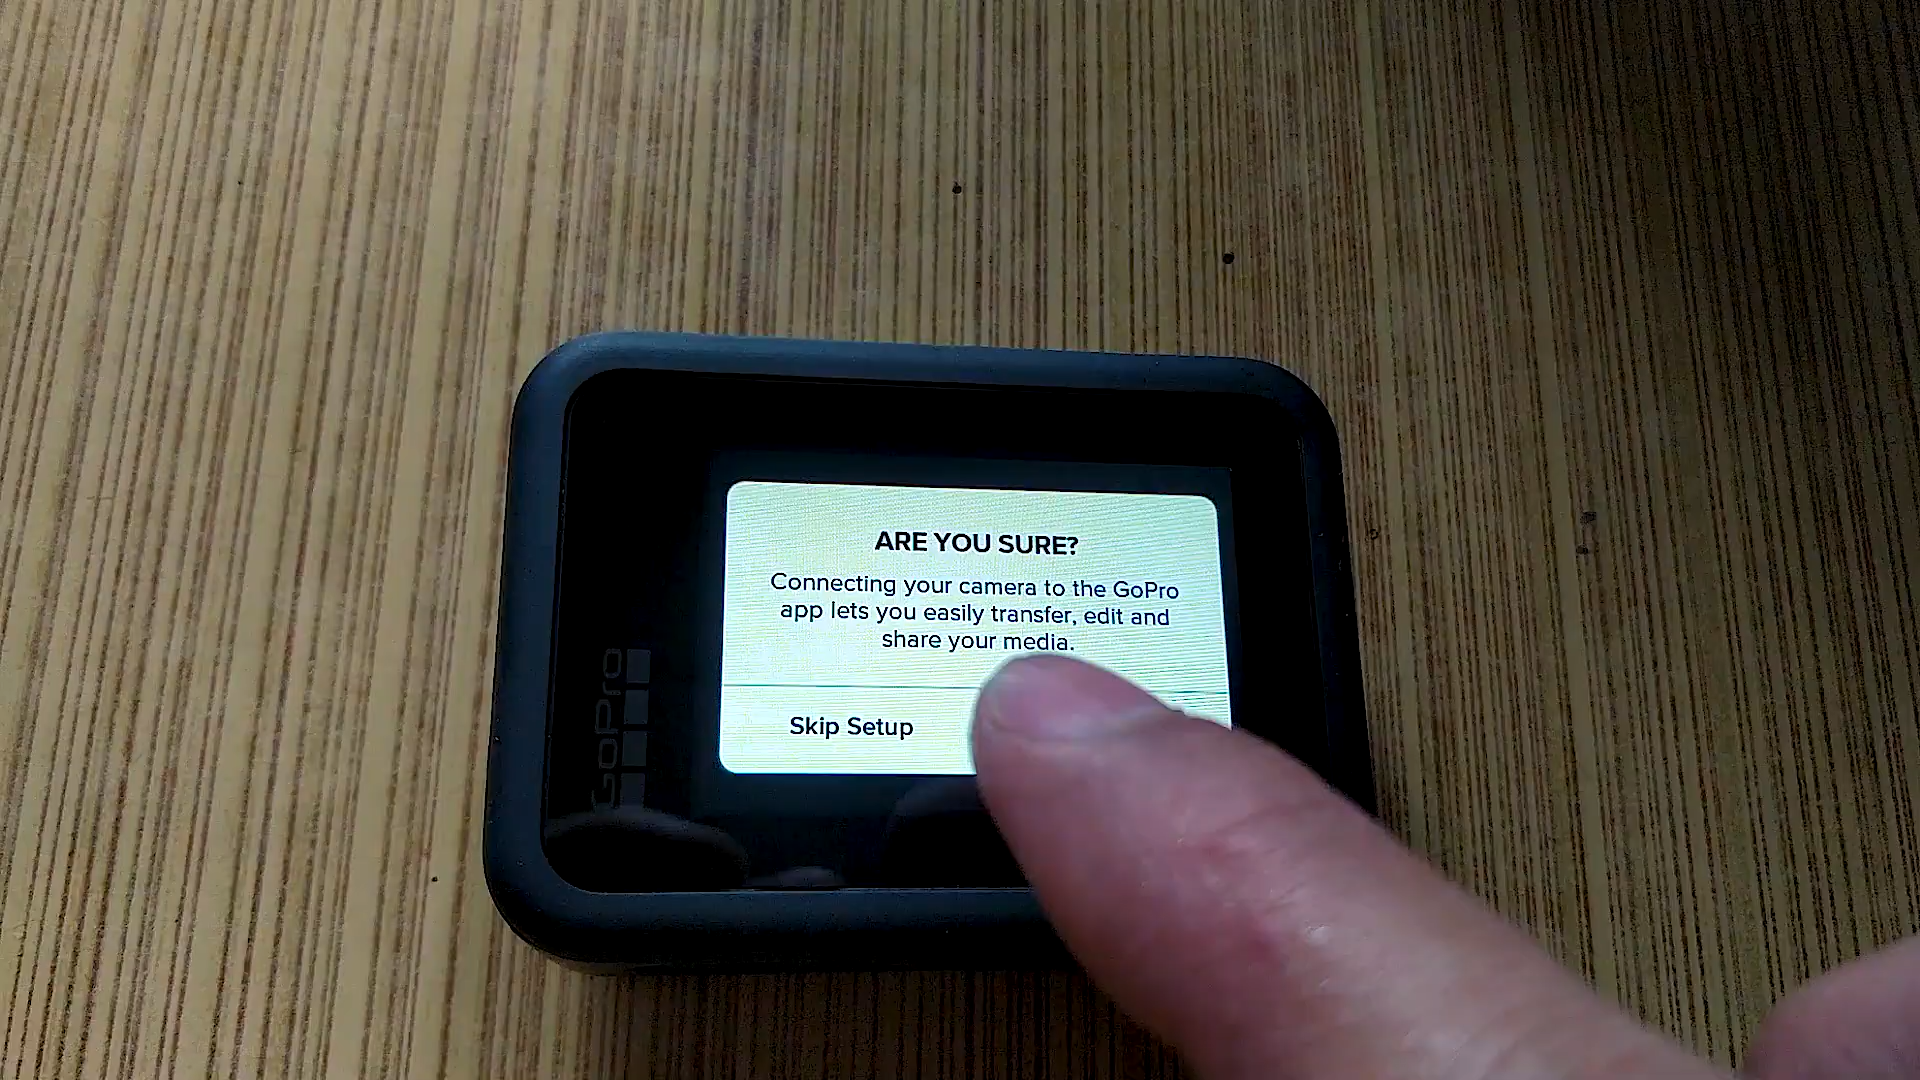 ARE YOU SURE?
Connecting your camera to the GoPro
app lets you easily transfer, edit and
share your media.
Skip Setup
GoPro